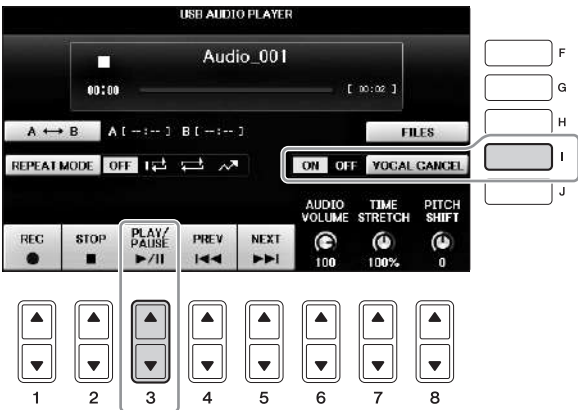 USB AUDIO PLAYER
Audio_001
00:00 [ 00:02 ]
A ↔ B A [ --:-- ] B [ --:-- ] FILES
REPEAT MODE OFF 1 ON OFF VOCAL CANCEL
AUDIO VOLUME TIME STRETCH PITCH SHIFT
REC STOP PLAY/PAUSE PREV NEXT
100 100% 0
F
G
H
I
J
1 2 3 4 5 6 7 8